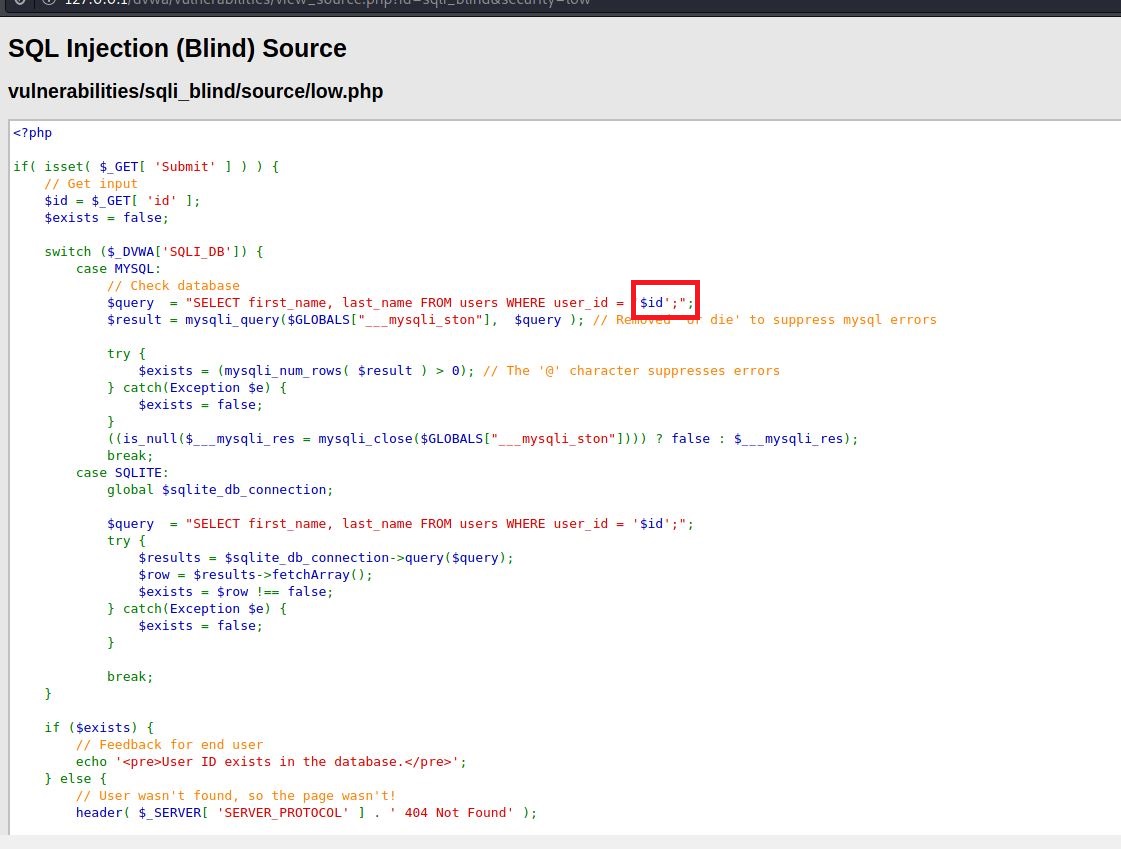 127.0.0.1/dvwa/vulnerabilities/view_source.php?id=sqli_blind&security=low
SQL Injection (Blind) Source
vulnerabilities/sqli_blind/source/low.php
<?php
if( isset( $_GET[ 'Submit' ] ) ) {
    // Get input
    $id = $_GET[ 'id' ];
    $exists = false;
    switch ($_DVWA['SQLI_DB']) {
        case MYSQL:
            // Check database
            $query  = "SELECT first_name, last_name FROM users WHERE user_id = $id';";
            $result = mysqli_query($GLOBALS["___mysqli_ston"],  $query ); // Removed 'or die' to suppress mysql errors
            try {
                $exists = (mysqli_num_rows( $result ) > 0); // The '@' character suppresses errors
            } catch(Exception $e) {
                $exists = false;
            }
            ((is_null($___mysqli_res = mysqli_close($GLOBALS["___mysqli_ston"]))) ? false : $___mysqli_res);
            break;
        case SQLITE:
            global $sqlite_db_connection;
            $query  = "SELECT first_name, last_name FROM users WHERE user_id = '$id';";
            try {
                $results = $sqlite_db_connection->query($query);
                $row = $results->fetchArray();
                $exists = $row !== false;
            } catch(Exception $e) {
                $exists = false;
            }
            break;
    }
    if ($exists) {
        // Feedback for end user
        echo '<pre>User ID exists in the database.</pre>';
    } else {
        // User wasn't found, so the page wasn't!
        header( $_SERVER[ 'SERVER_PROTOCOL' ] . ' 404 Not Found' );